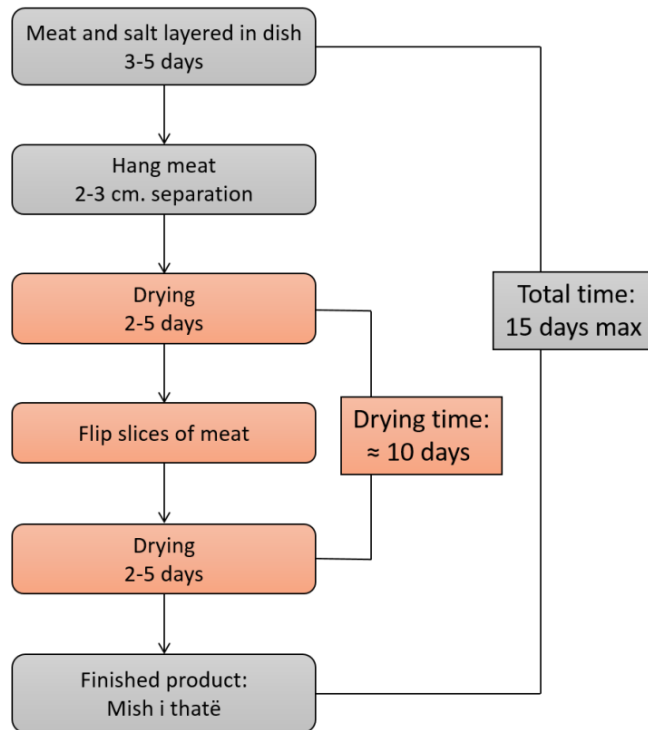 Meat and salt layered in dish
3-5 days
Hang meat
2-3 cm. separation
Drying
2-5 days
Total time:
15 days max
Flip slices of meat
Drying time:
≈ 10 days
Drying
2-5 days
Finished product:
Mish i thatë